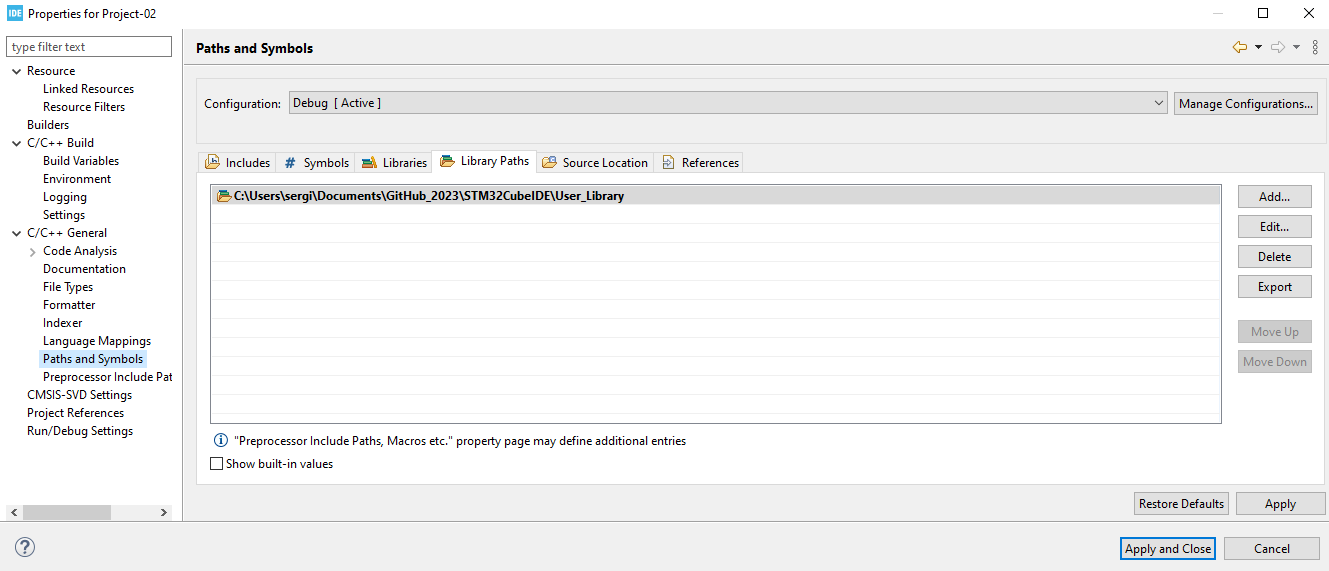 IDE Properties for Project-02
type filter text
Paths and Symbols
Resource
Linked Resources
Resource Filters
Builders
C/C++ Build
Build Variables
Environment
Logging
Settings
C/C++ General
Code Analysis
Documentation
File Types
Formatter
Indexer
Language Mappings
Paths and Symbols
Preprocessor Include Pat
CMSIS-SVD Settings
Project References
Run/Debug Settings
Configuration: Debug [ Active ] Manage Configurations...
Includes # Symbols Libraries Library Paths Source Location References
C:\Users\sergi\Documents\GitHub_2023\STM32CubeIDE\User_Library
Add...
Edit...
Delete
Export
Move Up
Move Down
"Preprocessor Include Paths, Macros etc." property page may define additional entries
Show built-in values
Restore Defaults Apply
Apply and Close Cancel